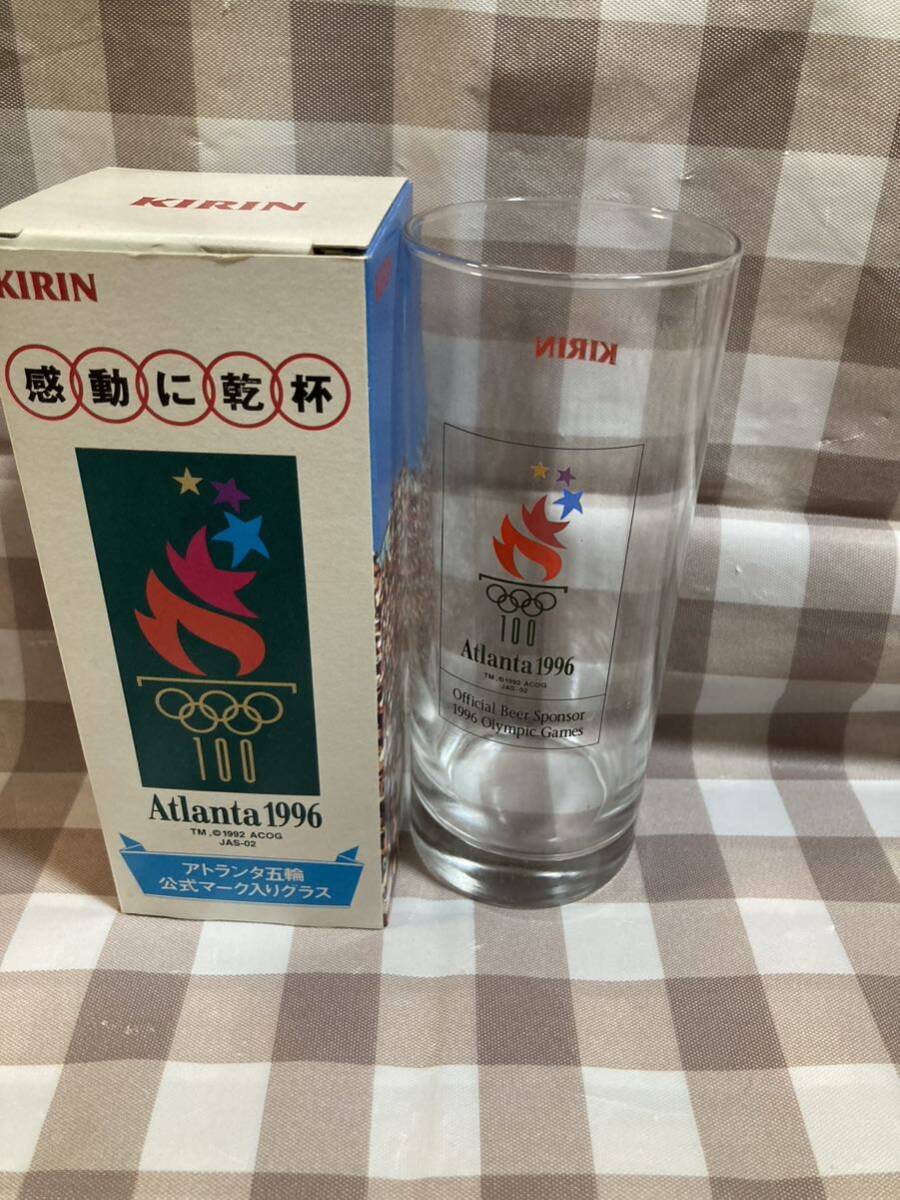 KIRIN
KIRIN
感動に乾杯
100
Atlanta 1996
TM,©1992 ACOG
JAS-02
アトランタ五輪
公式マーク入りグラス
KIRIN
100
Atlanta 1996
TM,©1992 ACOG
JAS-02
Official Beer Sponsor
1996 Olympic Games